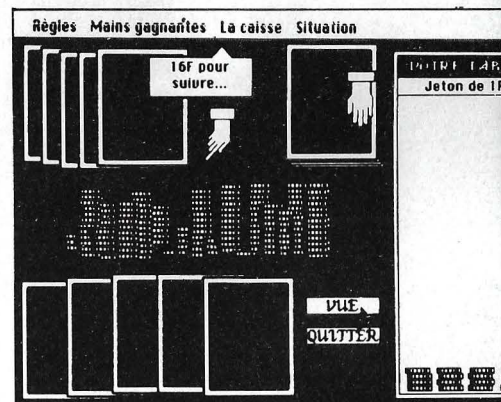 Règles Mains gagnantes La caisse Situation
16F pour
suivre...
Jeton de 1F
VUE
QUITTER